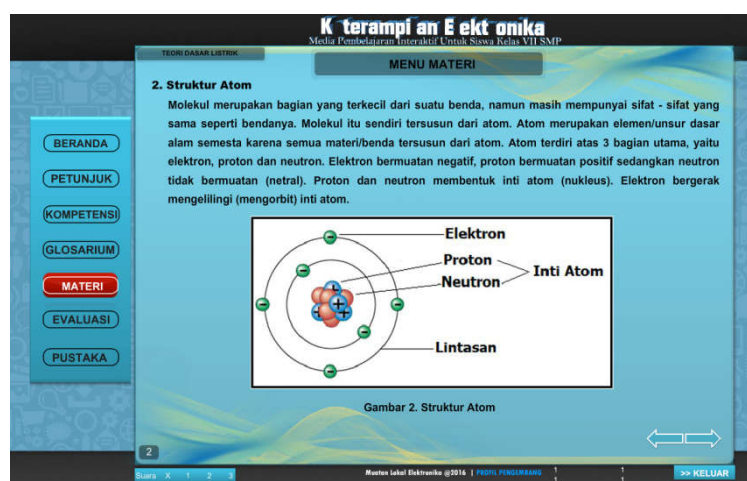 K terampi an E ekt onika
Media Pembelajaran Interaktif Untuk Siswa Kelas VII SMP
TEORI DASAR LISTRIK
MENU MATERI
2. Struktur Atom
Molekul merupakan bagian yang terkecil dari suatu benda, namun masih mempunyai sifat - sifat yang
sama seperti bendanya. Molekul itu sendiri tersusun dari atom. Atom merupakan elemen/unsur dasar
alam semesta karena semua materi/benda tersusun dari atom. Atom terdiri atas 3 bagian utama, yaitu
elektron, proton dan neutron. Elektron bermuatan negatif, proton bermuatan positif sedangkan neutron
tidak bermuatan (netral). Proton dan neutron membentuk inti atom (nukleus). Elektron bergerak
mengelilingi (mengorbit) inti atom.
BERANDA
PETUNJUK
KOMPETENSI
GLOSARIUM
MATERI
EVALUASI
PUSTAKA
Elektron
Proton
Neutron
Inti Atom
Lintasan
Gambar 2. Struktur Atom
2
Suara X 1 2 3
Muatan Lokal Elektronika @2016 | PROFIL PENGEMBANG
1 1
1 1
>> KELUAR